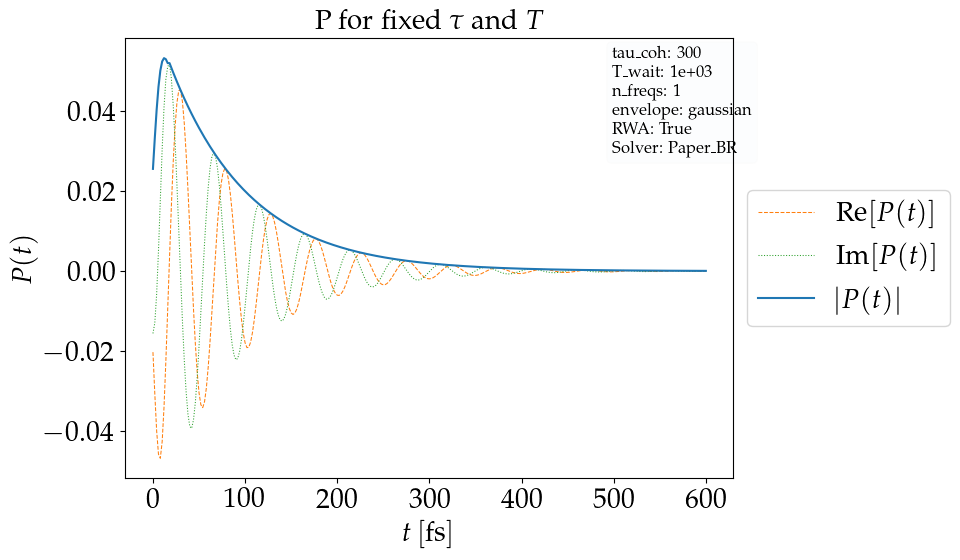 P for fixed τ and T
tau_coh: 300
T_wait: 1e+03
n_freqs: 1
envelope: gaussian
RWA: True
Solver: Paper_BR
0.04
0.02
0.00
−0.02
−0.04
P(t)
0 100 200 300 400 500 600
t [fs]
Re[P(t)]
Im[P(t)]
|P(t)|